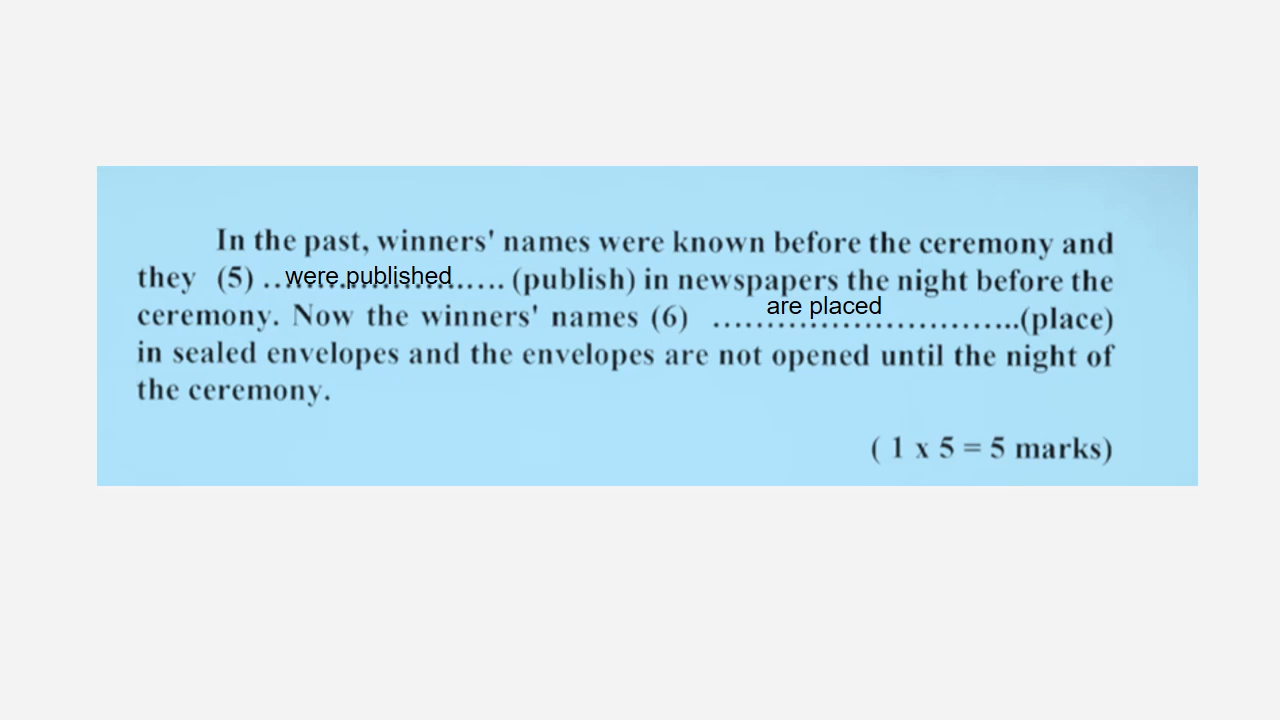 In the past, winners' names were known before the ceremony and
they (5) ..were published...... (publish) in newspapers the night before the
ceremony. Now the winners' names (6) ......are placed......(place)
in sealed envelopes and the envelopes are not opened until the night of
the ceremony.
( 1 x 5 = 5 marks)